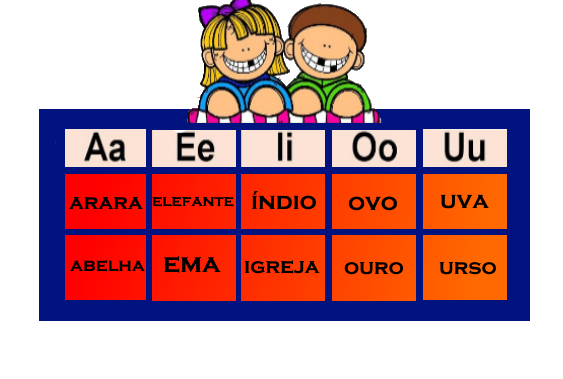 Aa Ee Ii Oo Uu
ARARA ELEFANTE ÍNDIO OVO UVA
ABELHA EMA IGREJA OURO URSO